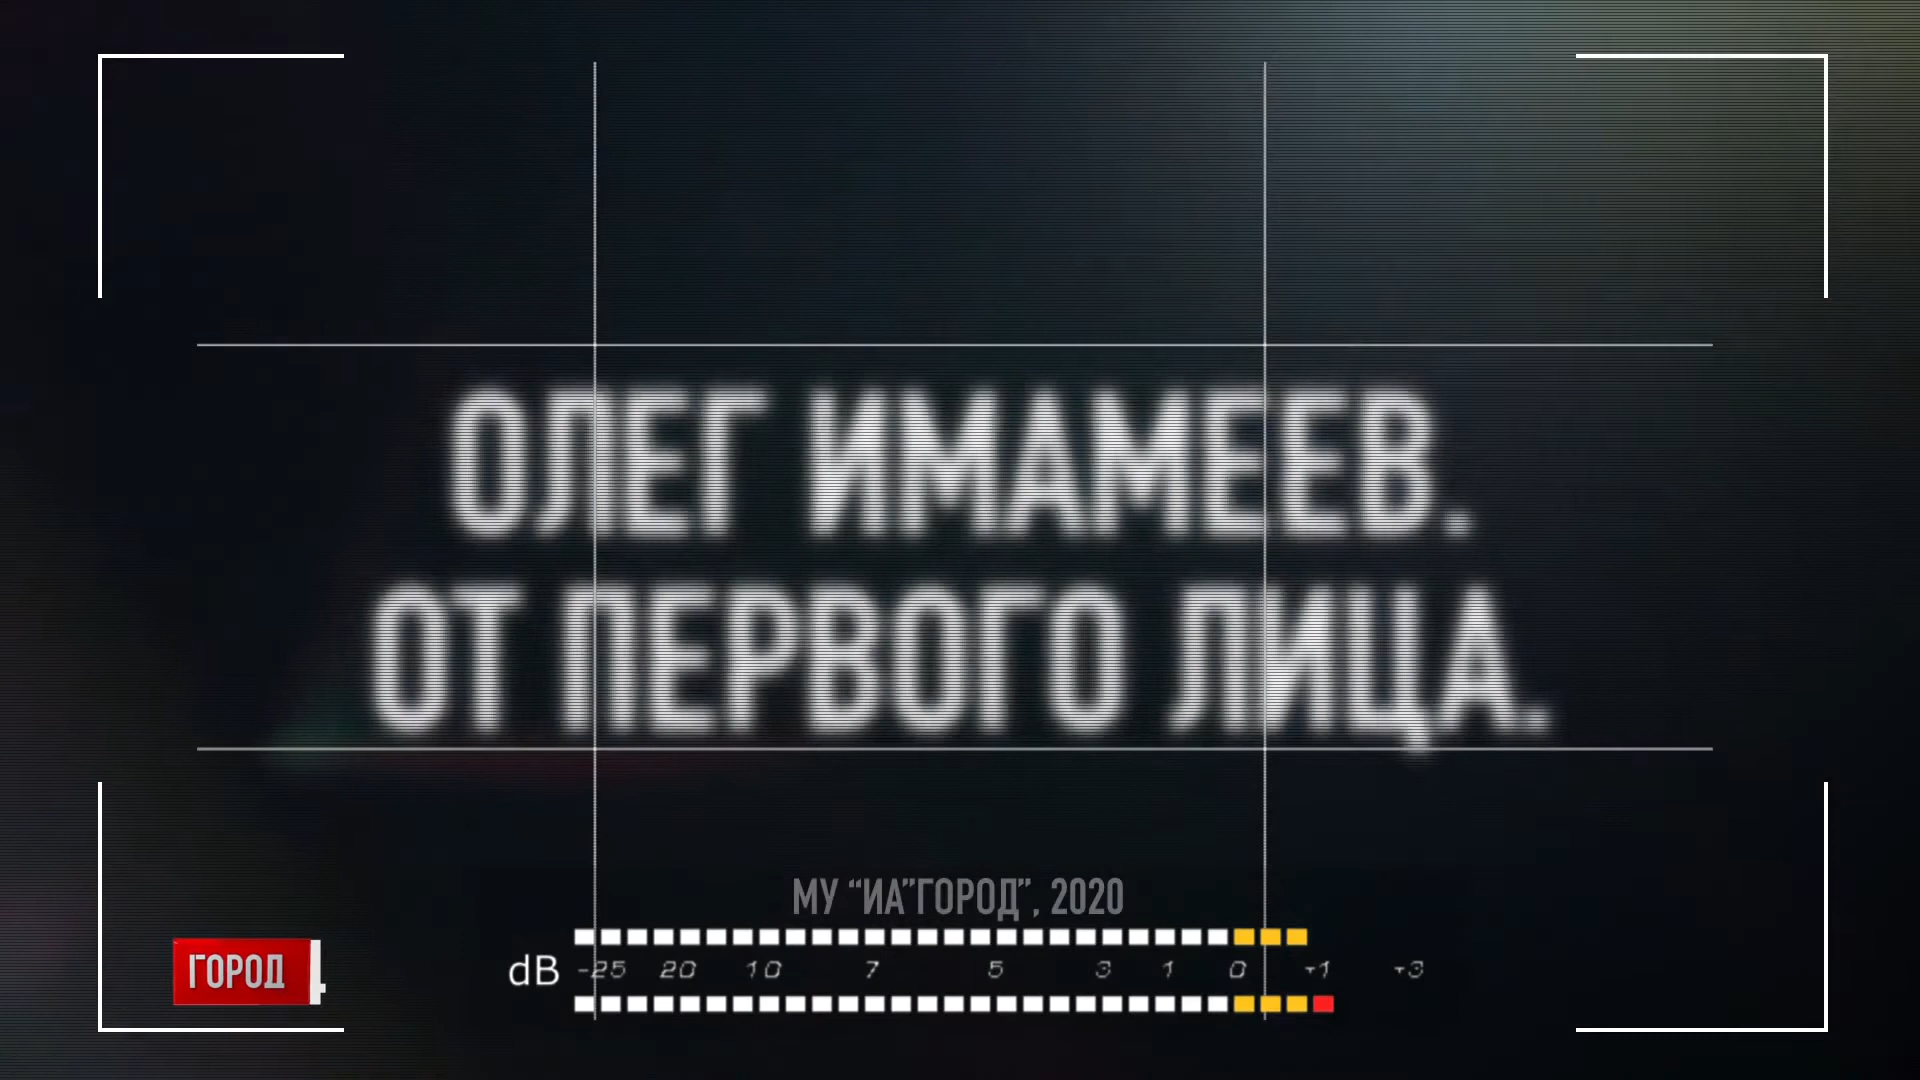 ОЛЕГ ИМАМЕЕВ.
ОТ ПЕРВОГО ЛИЦА.
МУ “ИА”ГОРОД”, 2020
ГОРОД
dB -25 20 10 7 5 3 1 0 +1 +3